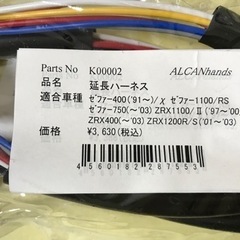 Parts No K00002 ALCANhands
品名 延長ハーネス
適合車種 ｾﾞﾌｧｰ400('91～)/χ ｾﾞﾌｧｰ1100/RS
ｾﾞﾌｧｰ750(～'03) ZRX1100/Ⅱ('97～'00)
ZRX400(～'03) ZRX1200R/S('01～'03)
価格 ¥3,630(税込)
4560182287553